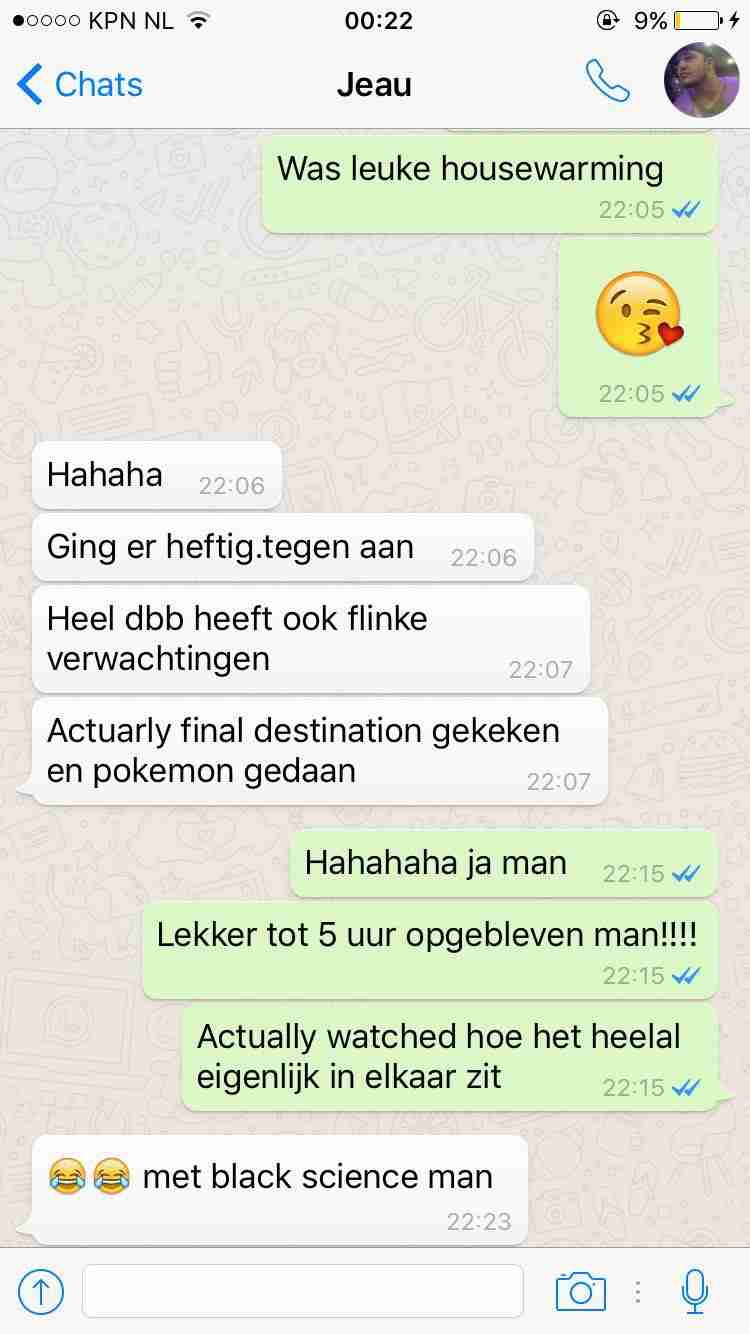 KPN NL 00:22 9%
Chats Jeau
Was leuke housewarming
22:05
😘
22:05
Hahaha 22:06
Ging er heftig.tegen aan 22:06
Heel dbb heeft ook flinke
verwachtingen 22:07
Actuarly final destination gekeken
en pokemon gedaan 22:07
Hahahaha ja man 22:15
Lekker tot 5 uur opgebleven man!!!!
22:15
Actually watched hoe het heelal
eigenlijk in elkaar zit 22:15
😂😂 met black science man
22:23